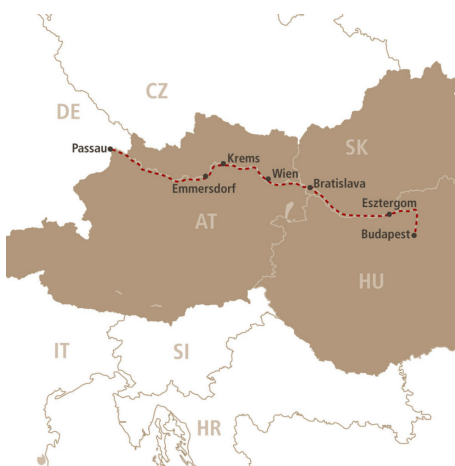 CZ
DE
Passau
Krems
SK
Wien
Emmersdorf
Bratislava
Esztergom
AT
Budapest
HU
IT
SI
HR